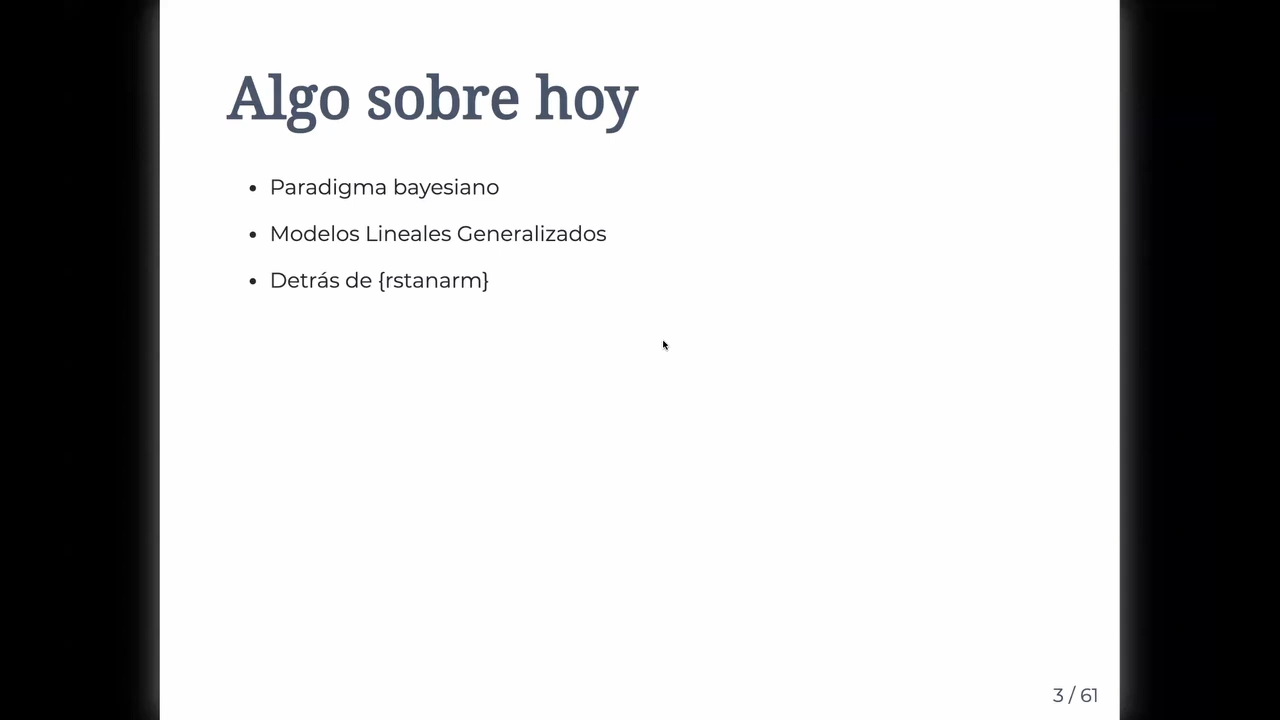 Algo sobre hoy
• Paradigma bayesiano
• Modelos Lineales Generalizados
• Detrás de {rstanarm}
3 / 61